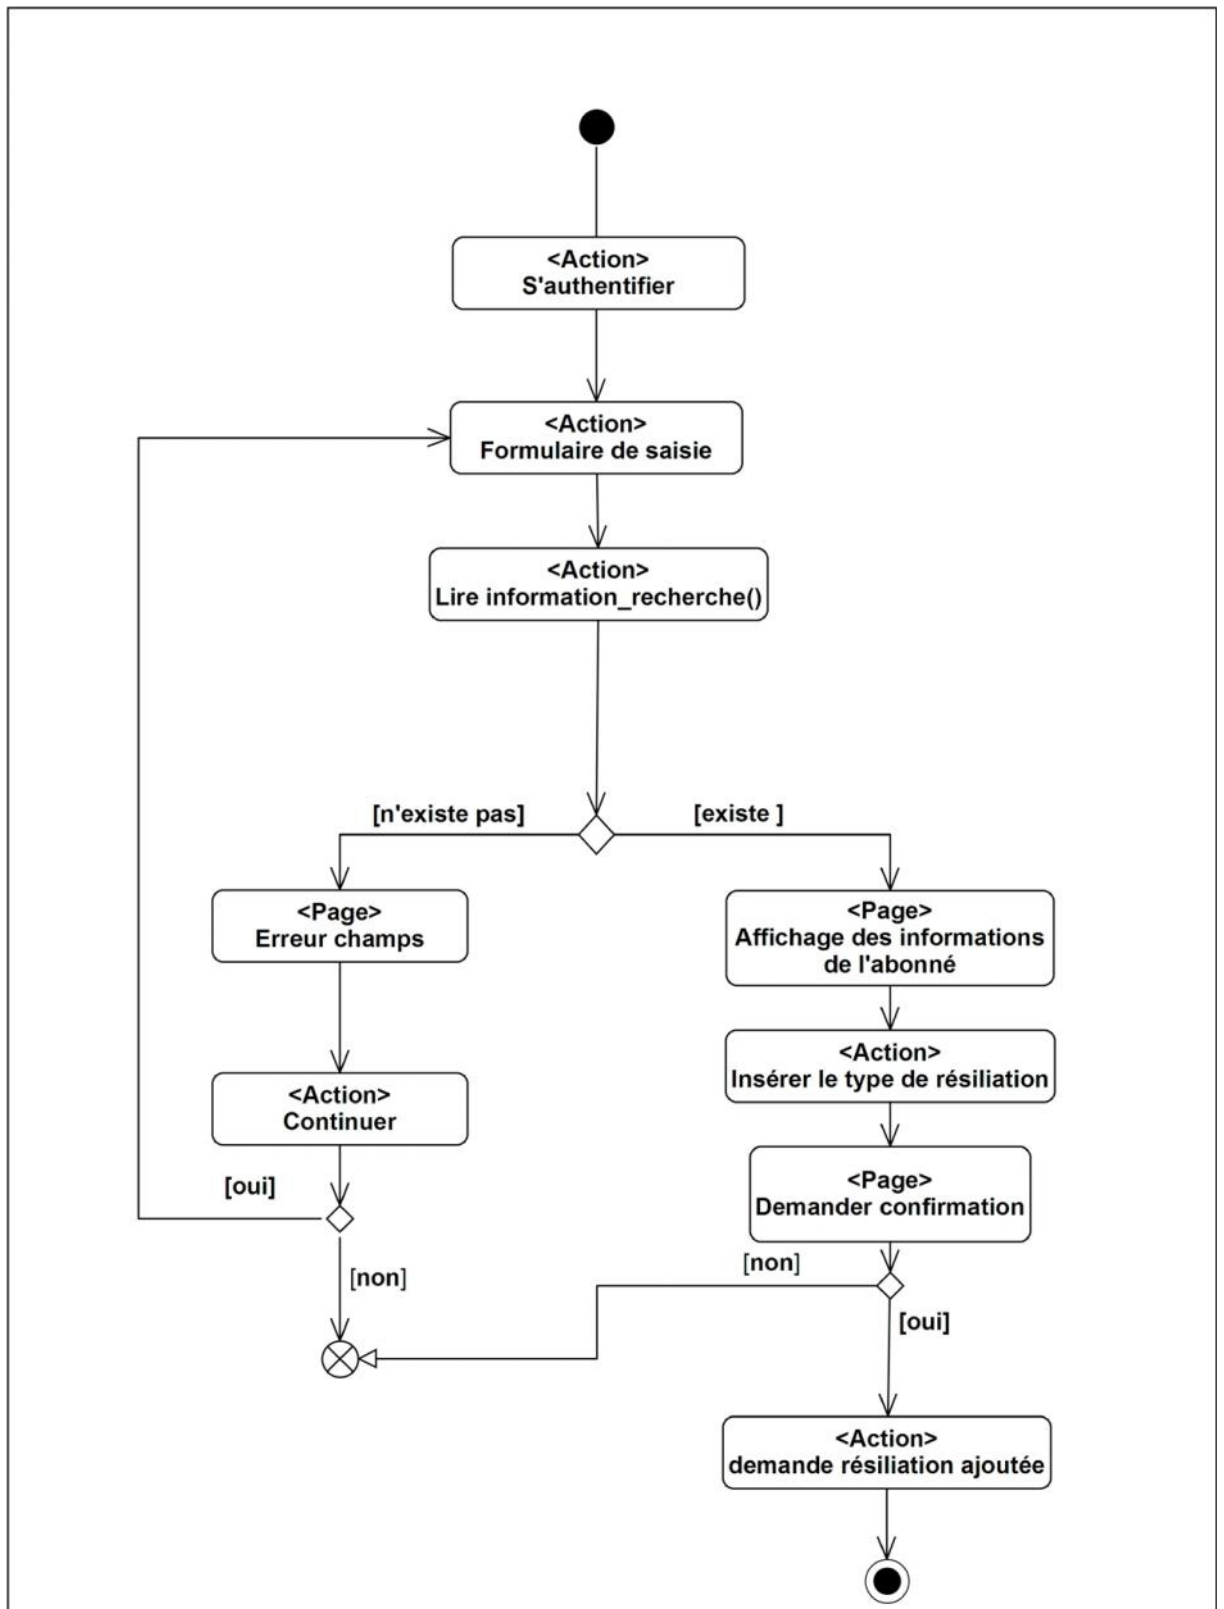 <Action>
S'authentifier
<Action>
Formulaire de saisie
<Action>
Lire information_recherche()
[n'existe pas]
[existe ]
<Page>
Erreur champs
<Page>
Affichage des informations
de l'abonné
<Action>
Continuer
<Action>
Insérer le type de résiliation
[oui]
[non]
<Page>
Demander confirmation
[non]
[oui]
<Action>
demande résiliation ajoutée